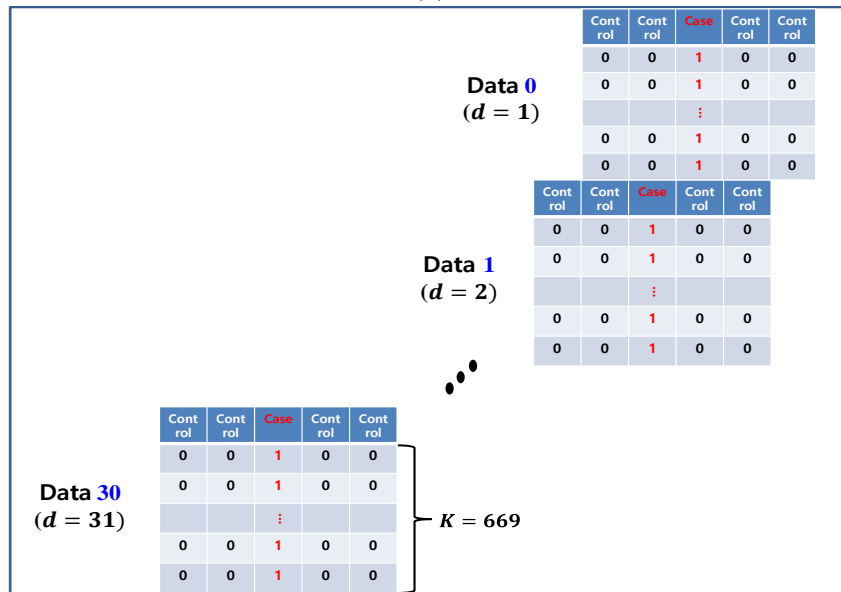 Cont rol Cont rol Case Cont rol Cont rol
0 0 1 0 0
Data 0
0 0 1 0 0
(d = 1)
⋮
0 0 1 0 0
0 0 1 0 0
Cont rol Cont rol Case Cont rol Cont rol
0 0 1 0 0
Data 1
0 0 1 0 0
(d = 2)
⋮
0 0 1 0 0
0 0 1 0 0
Cont rol Cont rol Case Cont rol Cont rol
0 0 1 0 0
Data 30
0 0 1 0 0
(d = 31)
⋮
K = 669
0 0 1 0 0
0 0 1 0 0